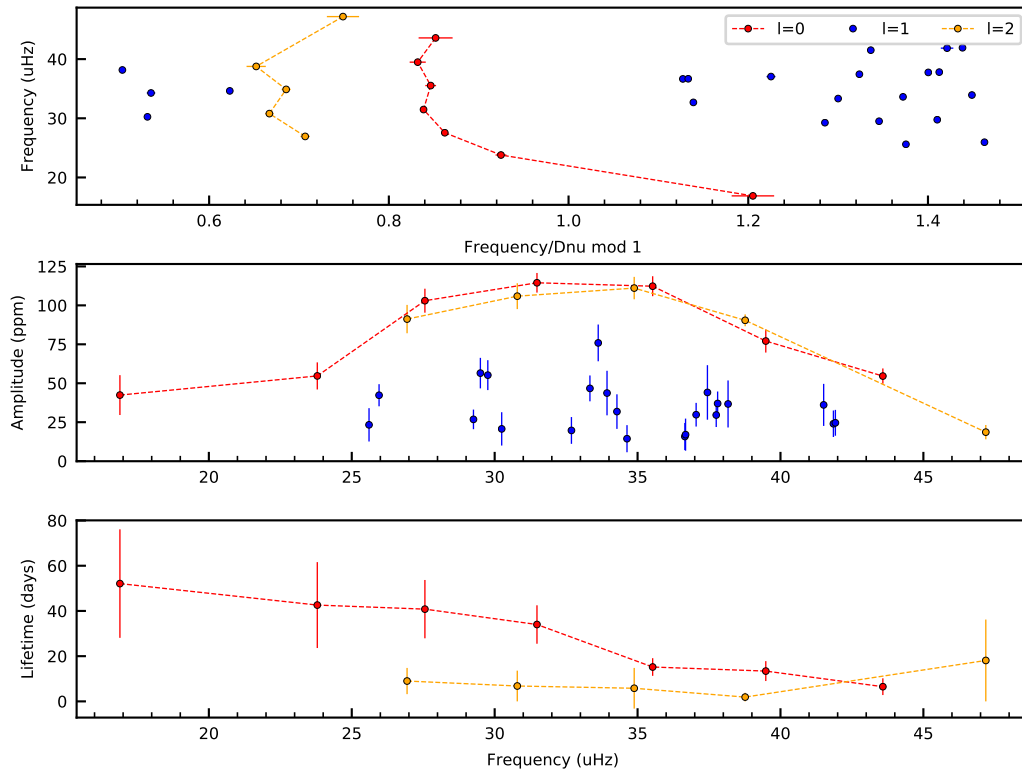 l=0 l=1 l=2
Frequency (uHz)
40
30
20
0.6 0.8 1.0 1.2 1.4
Frequency/Dnu mod 1
Amplitude (ppm)
125
100
75
50
25
0
20 25 30 35 40 45
Lifetime (days)
80
60
40
20
0
20 25 30 35 40 45
Frequency (uHz)